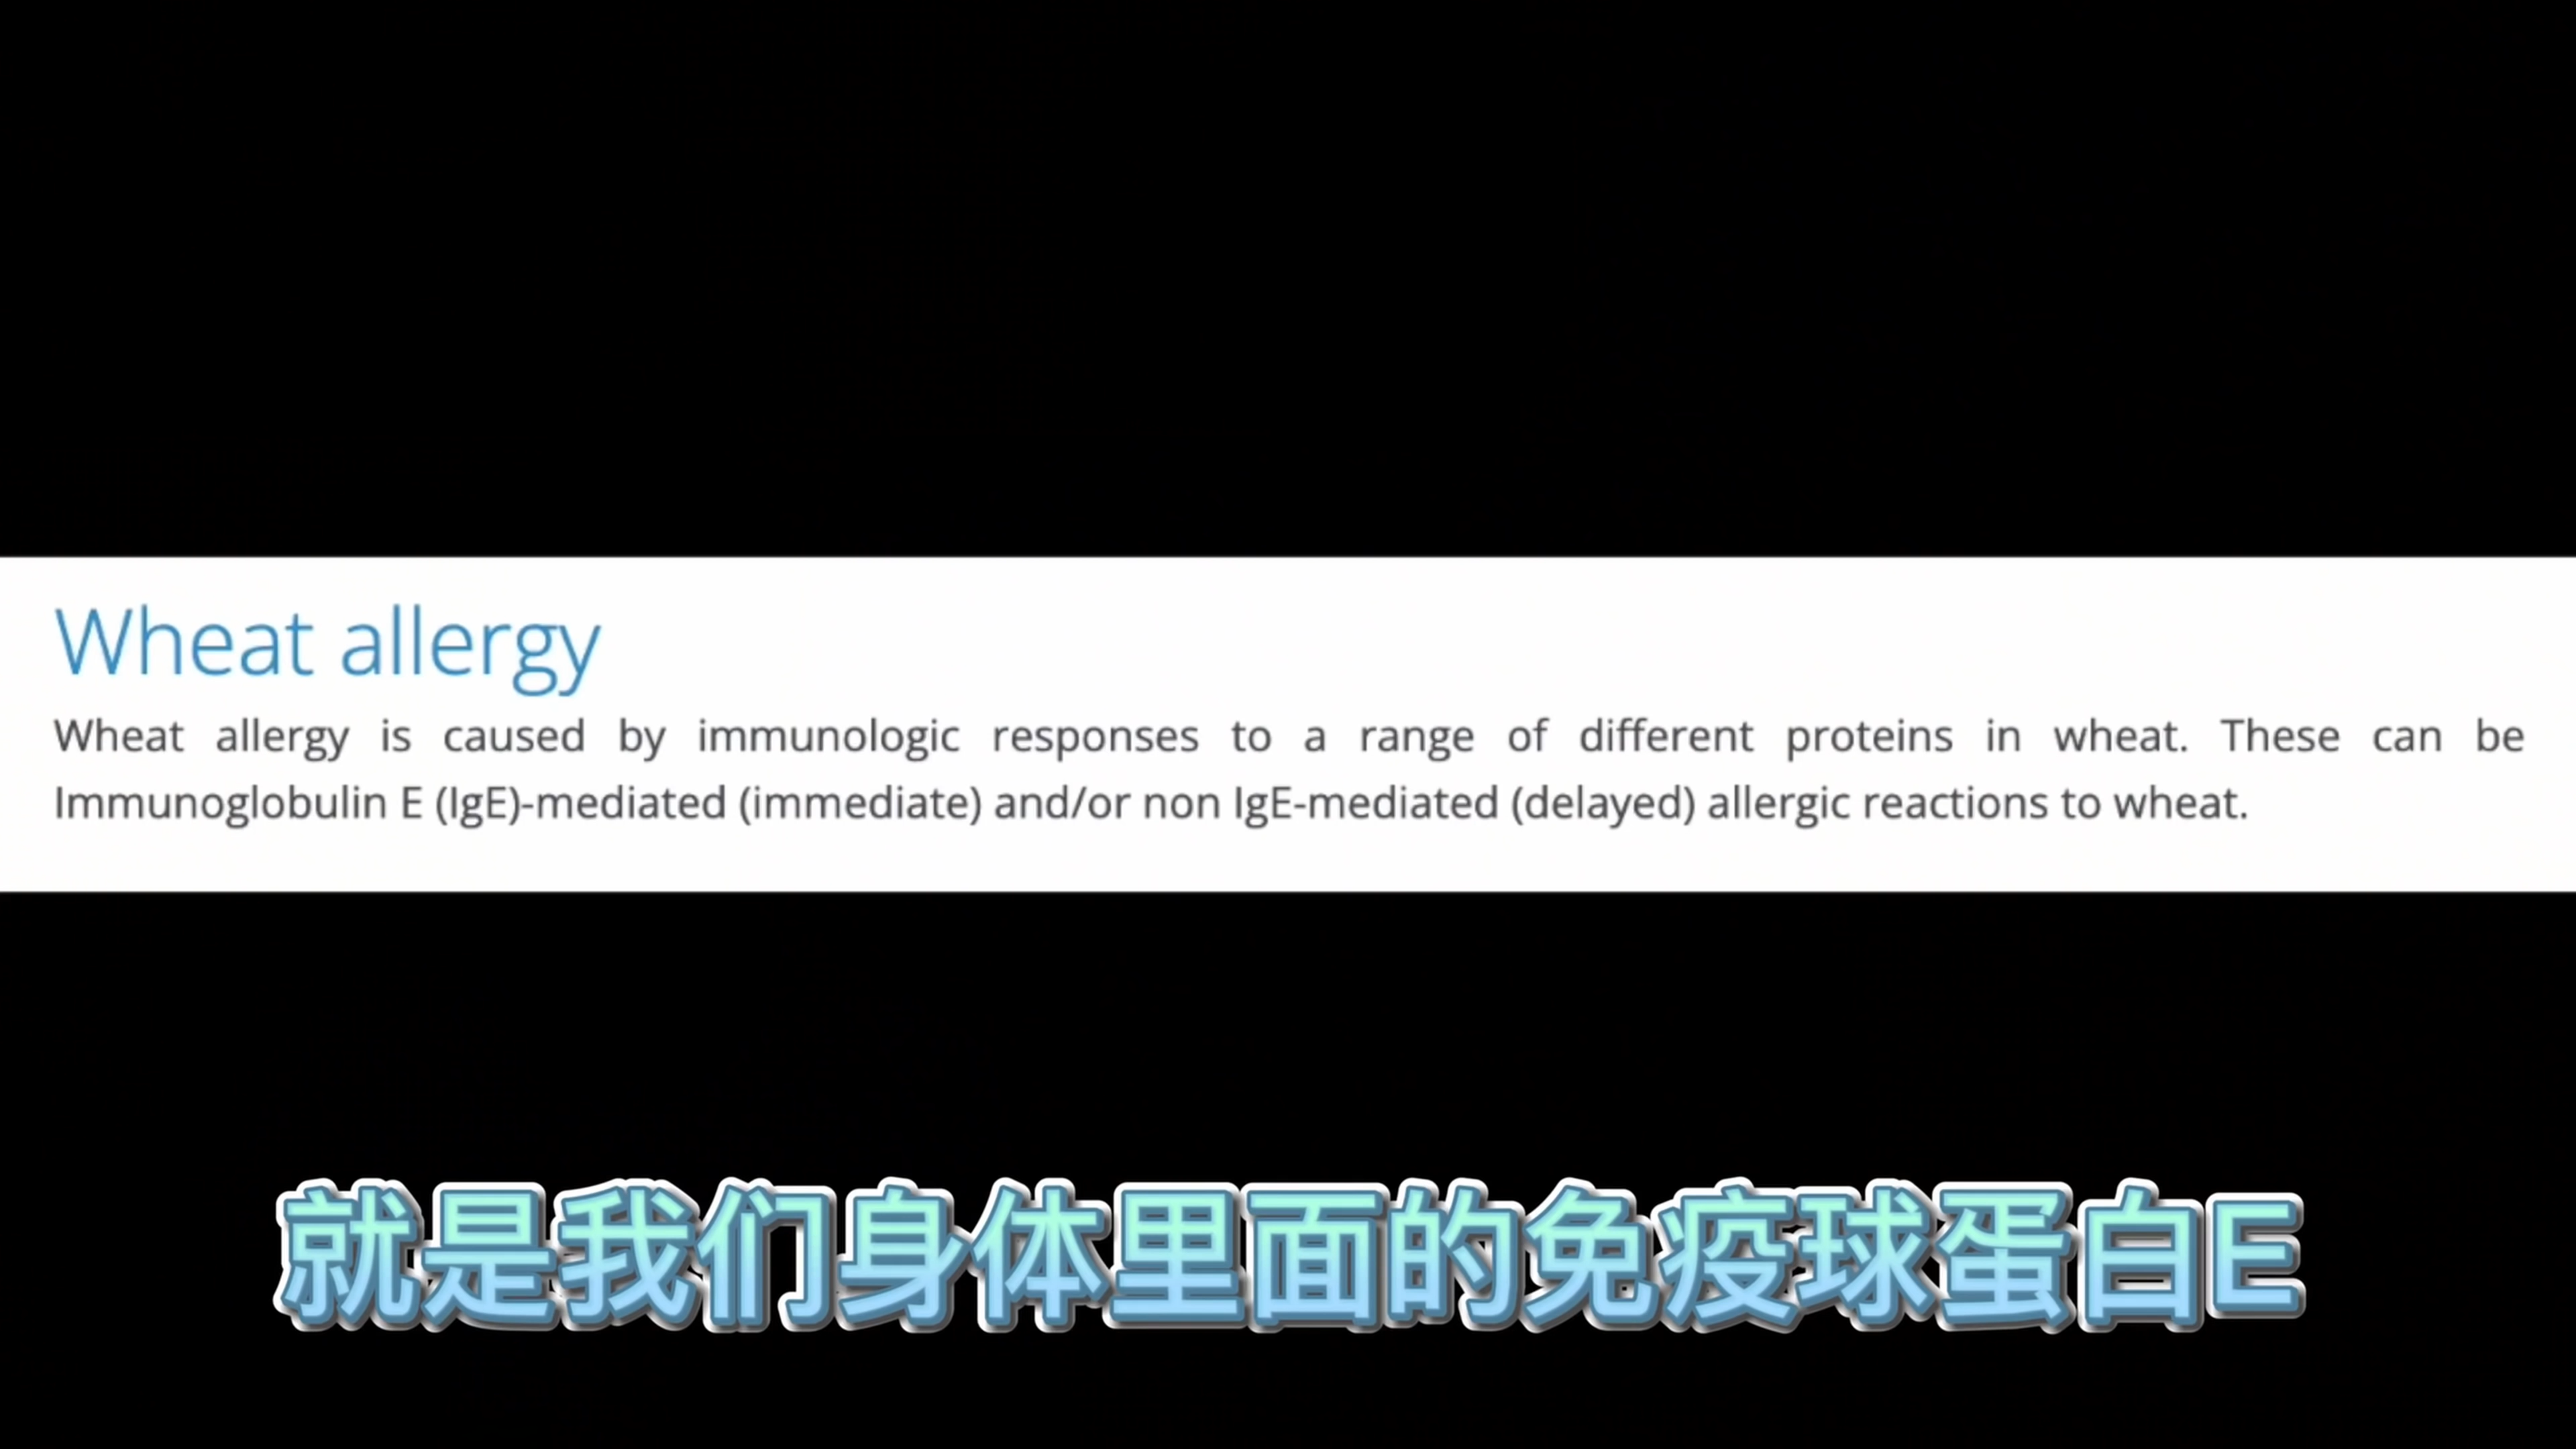 Wheat allergy
Wheat allergy is caused by immunologic responses to a range of different proteins in wheat. These can be
Immunoglobulin E (IgE)-mediated (immediate) and/or non IgE-mediated (delayed) allergic reactions to wheat.
就是我们身体里面的免疫球蛋白E